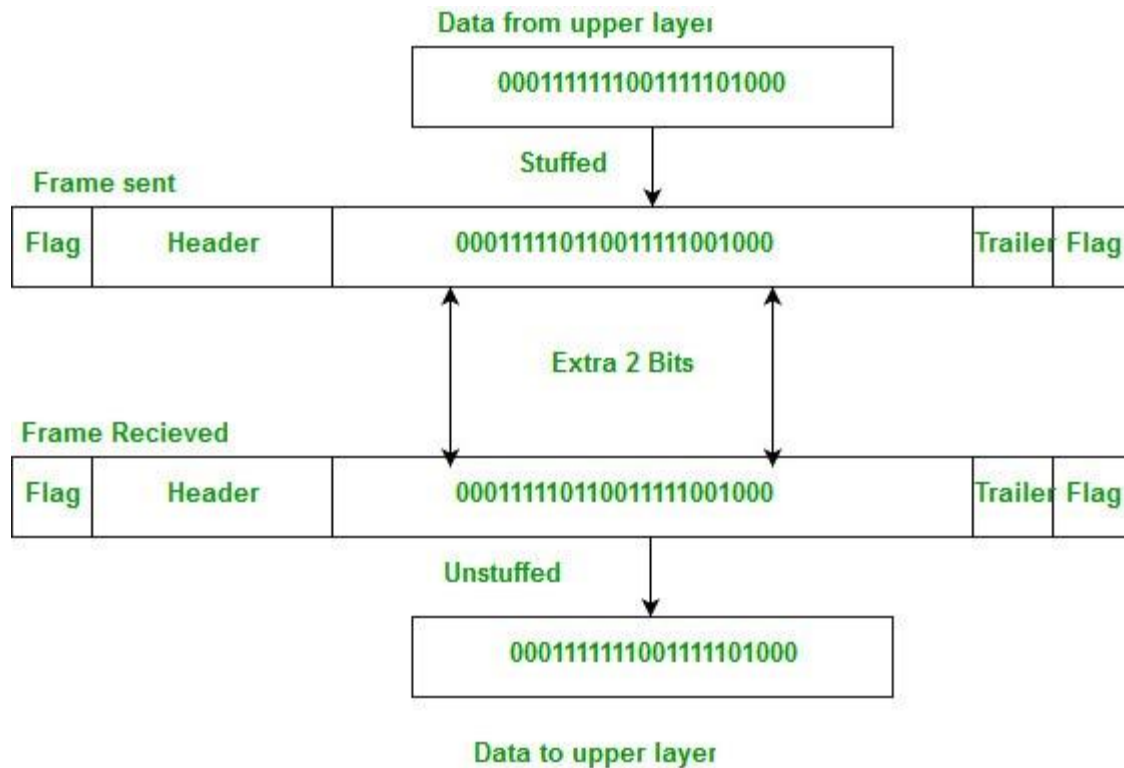 Data from upper layer
0001111111001111101000
Stuffed
Frame sent
Flag Header 000111110110011111001000 Trailer Flag
Extra 2 Bits
Frame Recieved
Flag Header 000111110110011111001000 Trailer Flag
Unstuffed
0001111111001111101000
Data to upper layer